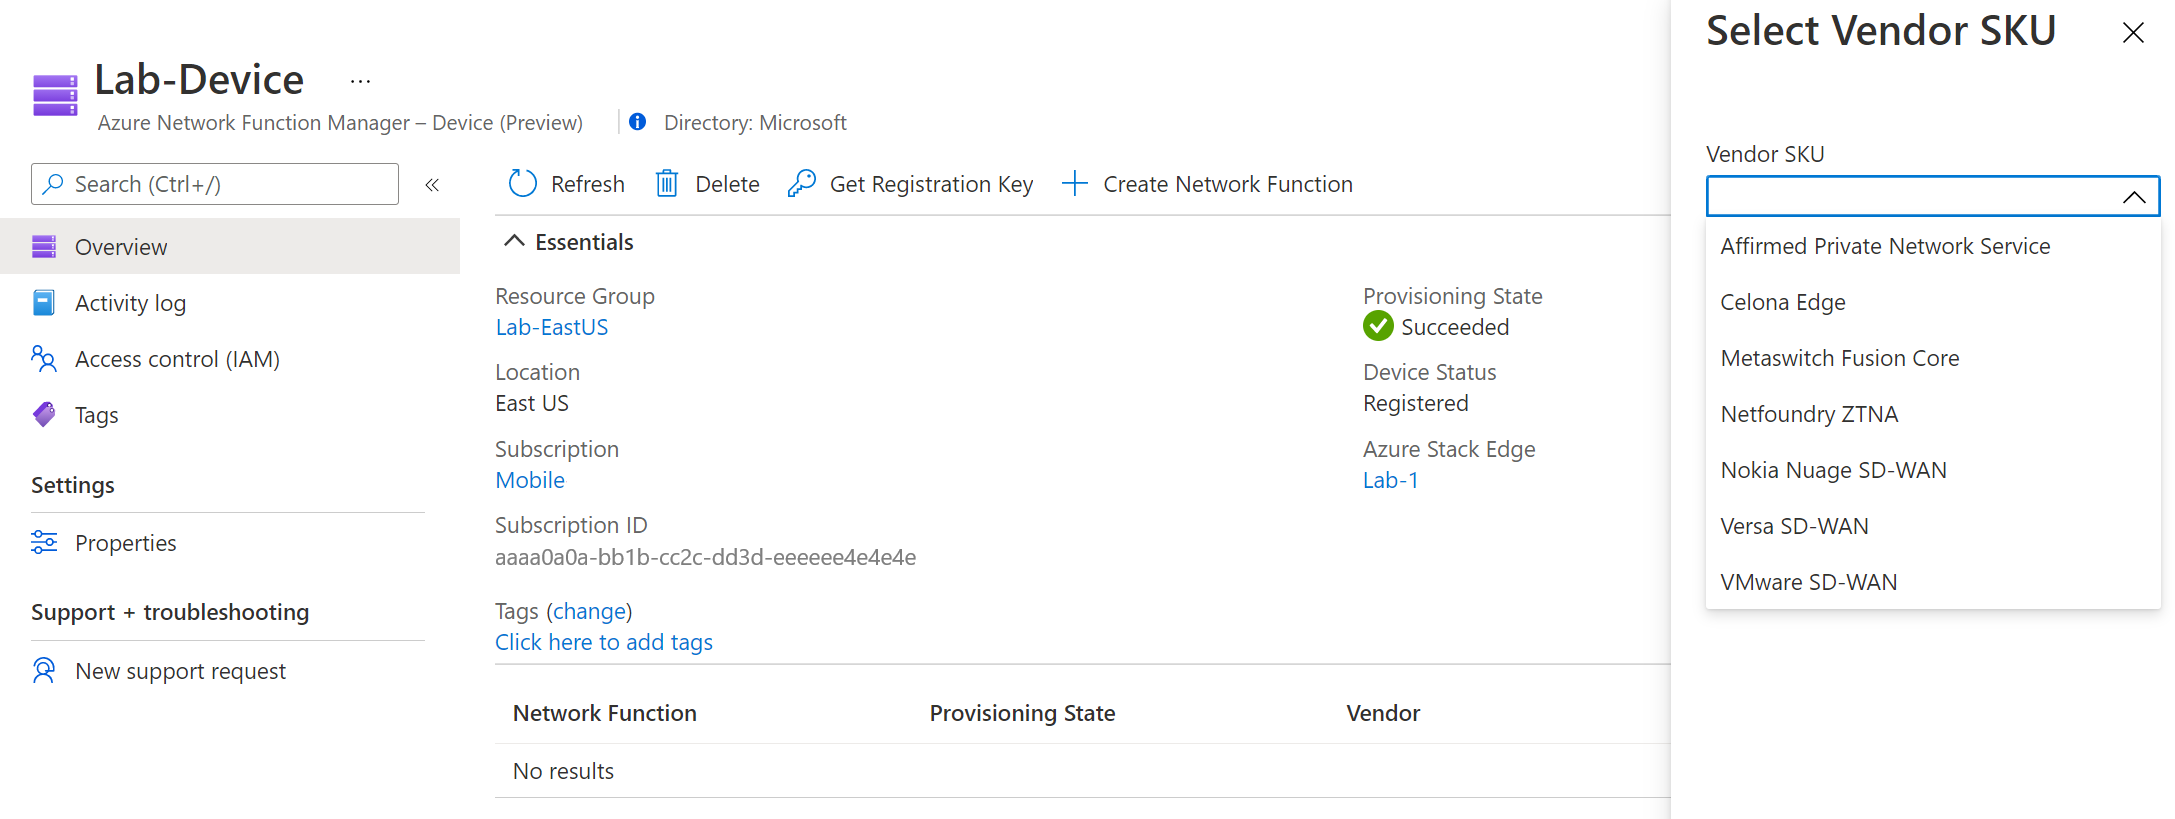 Lab-Device ...
Azure Network Function Manager – Device (Preview)
Directory: Microsoft
Search (Ctrl+/)
«
Overview
Activity log
Access control (IAM)
Tags
Settings
Properties
Support + troubleshooting
New support request
Refresh
Delete
Get Registration Key
Create Network Function
Essentials
Resource Group
Lab-EastUS
Location
East US
Subscription
Mobile
Subscription ID
aaaa0a0a-bb1b-cc2c-dd3d-eeeeee4e4e4e
Tags (change)
Click here to add tags
Provisioning State
Succeeded
Device Status
Registered
Azure Stack Edge
Lab-1
Network Function Provisioning State Vendor
No results
Select Vendor SKU
Vendor SKU
Affirmed Private Network Service
Celona Edge
Metaswitch Fusion Core
Netfoundry ZTNA
Nokia Nuage SD-WAN
Versa SD-WAN
VMware SD-WAN